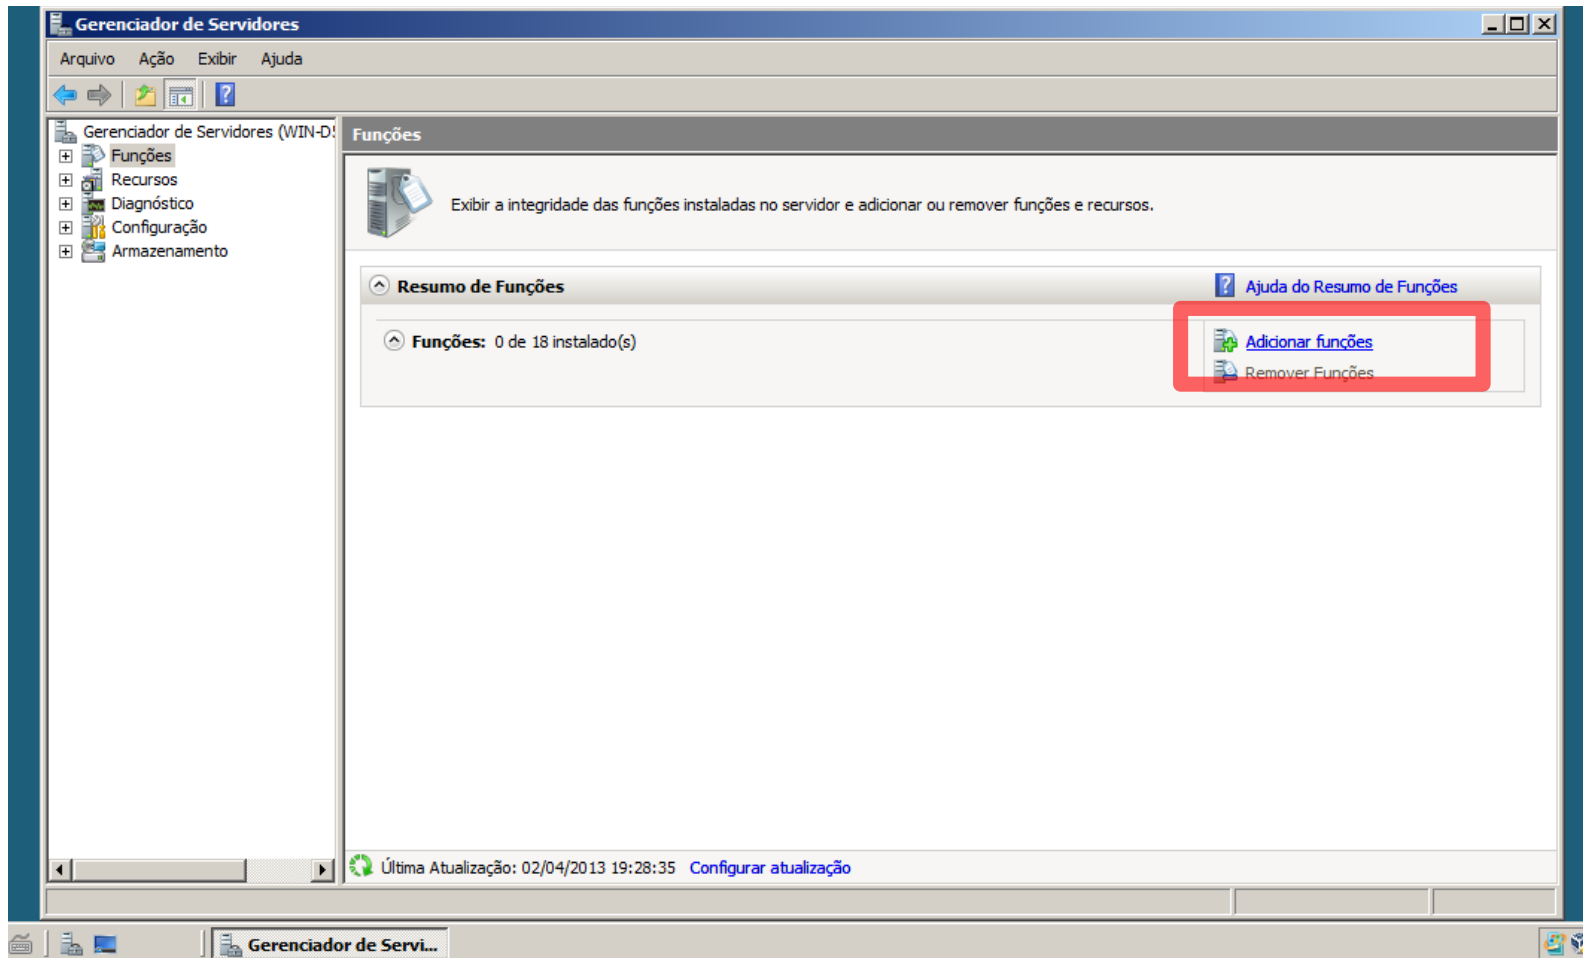 Gerenciador de Servidores
Arquivo Ação Exibir Ajuda
Gerenciador de Servidores (WIN-D
Funções
Recursos
Diagnóstico
Configuração
Armazenamento
Funções
Exibir a integridade das funções instaladas no servidor e adicionar ou remover funções e recursos.
Resumo de Funções
Ajuda do Resumo de Funções
Funções: 0 de 18 instalado(s)
Adicionar funções
Remover Funções
Última Atualização: 02/04/2013 19:28:35 Configurar atualização
Gerenciador de Servi...